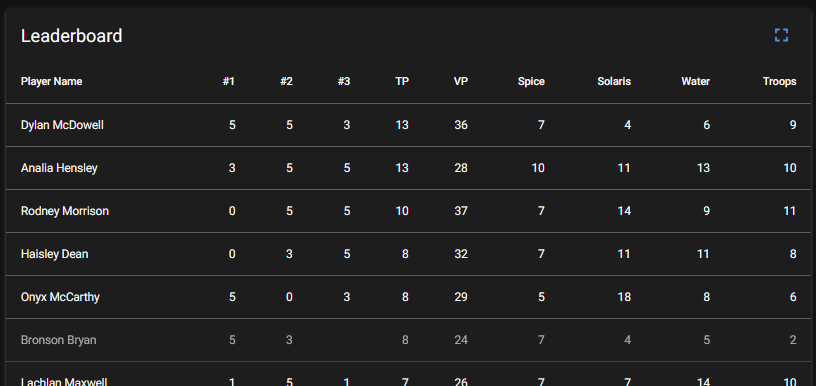 Leaderboard
Player Name #1 #2 #3 TP VP Spice Solaris Water Troops
Dylan McDowell 5 5 3 13 36 7 4 6 9
Analia Hensley 3 5 5 13 28 10 11 13 10
Rodney Morrison 0 5 5 10 37 7 14 9 11
Haisley Dean 0 3 5 8 32 7 11 11 8
Onyx McCarthy 5 0 3 8 29 5 18 8 6
Bronson Bryan 5 3 8 24 7 4 5 2
Lachlan Maxwell 1 5 1 7 26 7 7 14 10